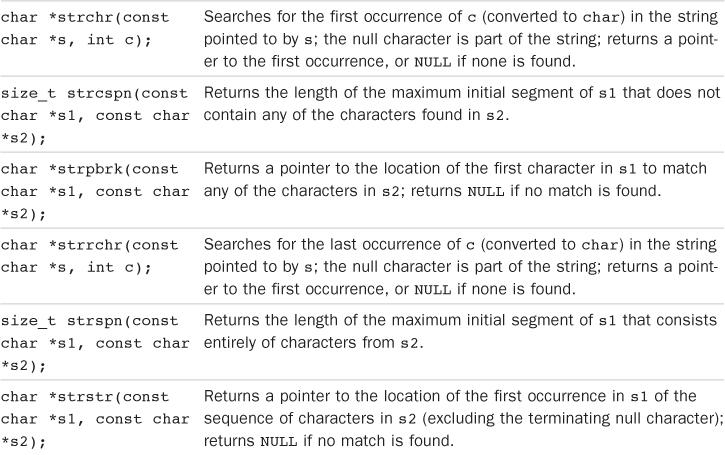 char *strchr(const
char *s, int c);
Searches for the first occurrence of c (converted to char) in the string
pointed to by s; the null character is part of the string; returns a point-
er to the first occurrence, or NULL if none is found.
size_t strcspn(const
char *s1, const char
*s2);
Returns the length of the maximum initial segment of s1 that does not
contain any of the characters found in s2.
char *strpbrk(const
char *s1, const char
*s2);
Returns a pointer to the location of the first character in s1 to match
any of the characters in s2; returns NULL if no match is found.
char *strrchr(const
char *s, int c);
Searches for the last occurrence of c (converted to char) in the string
pointed to by s; the null character is part of the string; returns a point-
er to the first occurrence, or NULL if none is found.
size_t strspn(const
char *s1, const char
*s2);
Returns the length of the maximum initial segment of s1 that consists
entirely of characters from s2.
char *strstr(const
char *s1, const char
*s2);
Returns a pointer to the location of the first occurrence in s1 of the
sequence of characters in s2 (excluding the terminating null character);
returns NULL if no match is found.